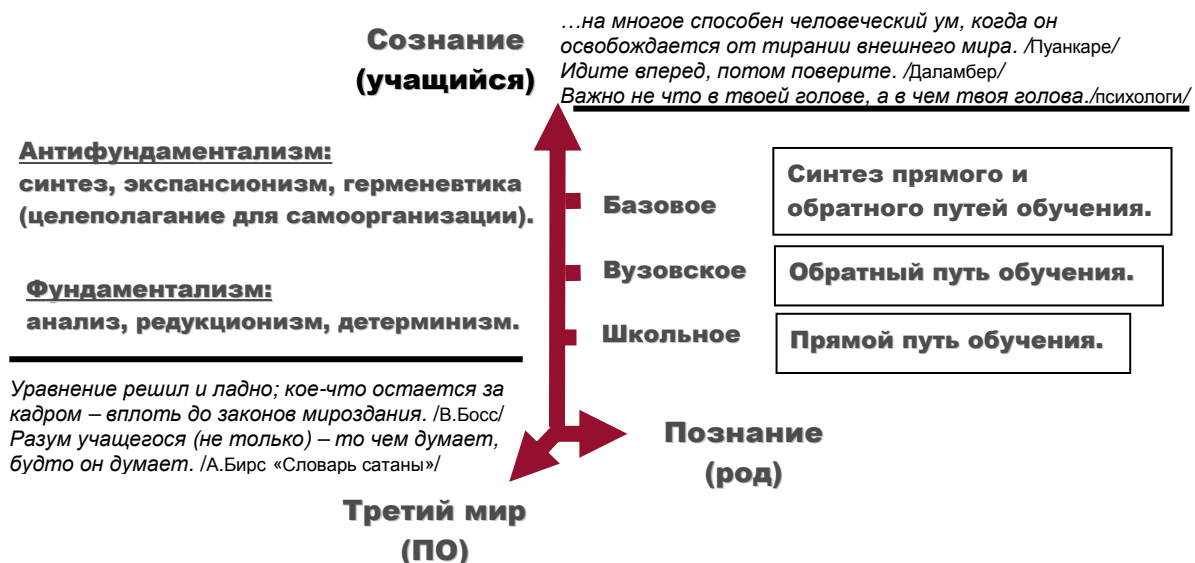 Сознание
(учащийся)
…на многое способен человеческий ум, когда он
освобождается от тирании внешнего мира. /Пуанкаре/
Идите вперед, потом поверите. /Даламбер/
Важно не что в твоей голове, а в чем твоя голова./психологи/
Антифундаментализм:
синтез, экспансионизм, герменевтика
(целеполагание для самоорганизации).
Фундаментализм:
анализ, редукционизм, детерминизм.
Уравнение решил и ладно; кое-что остается за
кадром – вплоть до законов мироздания. /В.Босс/
Разум учащегося (не только) – то чем думает,
будто он думает. /А.Бирс «Словарь сатаны»/
Базовое
Синтез прямого и
обратного путей обучения.
Вузовское
Обратный путь обучения.
Школьное
Прямой путь обучения.
Познание
(род)
Третий мир
(ПО)